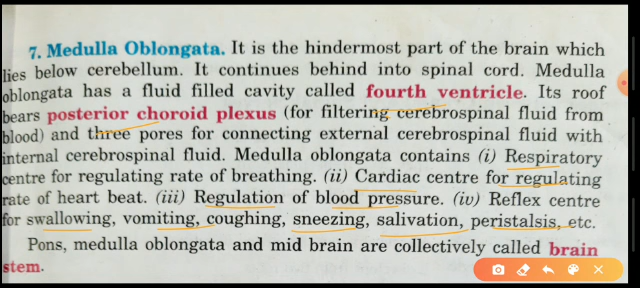 7. Medulla Oblongata. It is the hindermost part of the brain which
lies below cerebellum. It continues behind into spinal cord. Medulla
oblongata has a fluid filled cavity called fourth ventricle. Its roof
bears posterior choroid plexus (for filtering cerebrospinal fluid from
blood) and three pores for connecting external cerebrospinal fluid with
internal cerebrospinal fluid. Medulla oblongata contains (i) Respiratory
centre for regulating rate of breathing. (ii) Cardiac centre for regulating
rate of heart beat. (iii) Regulation of blood pressure. (iv) Reflex centre
for swallowing, vomiting, coughing, sneezing, salivation, peristalsis, etc.
Pons, medulla oblongata and mid brain are collectively called brain
stem.